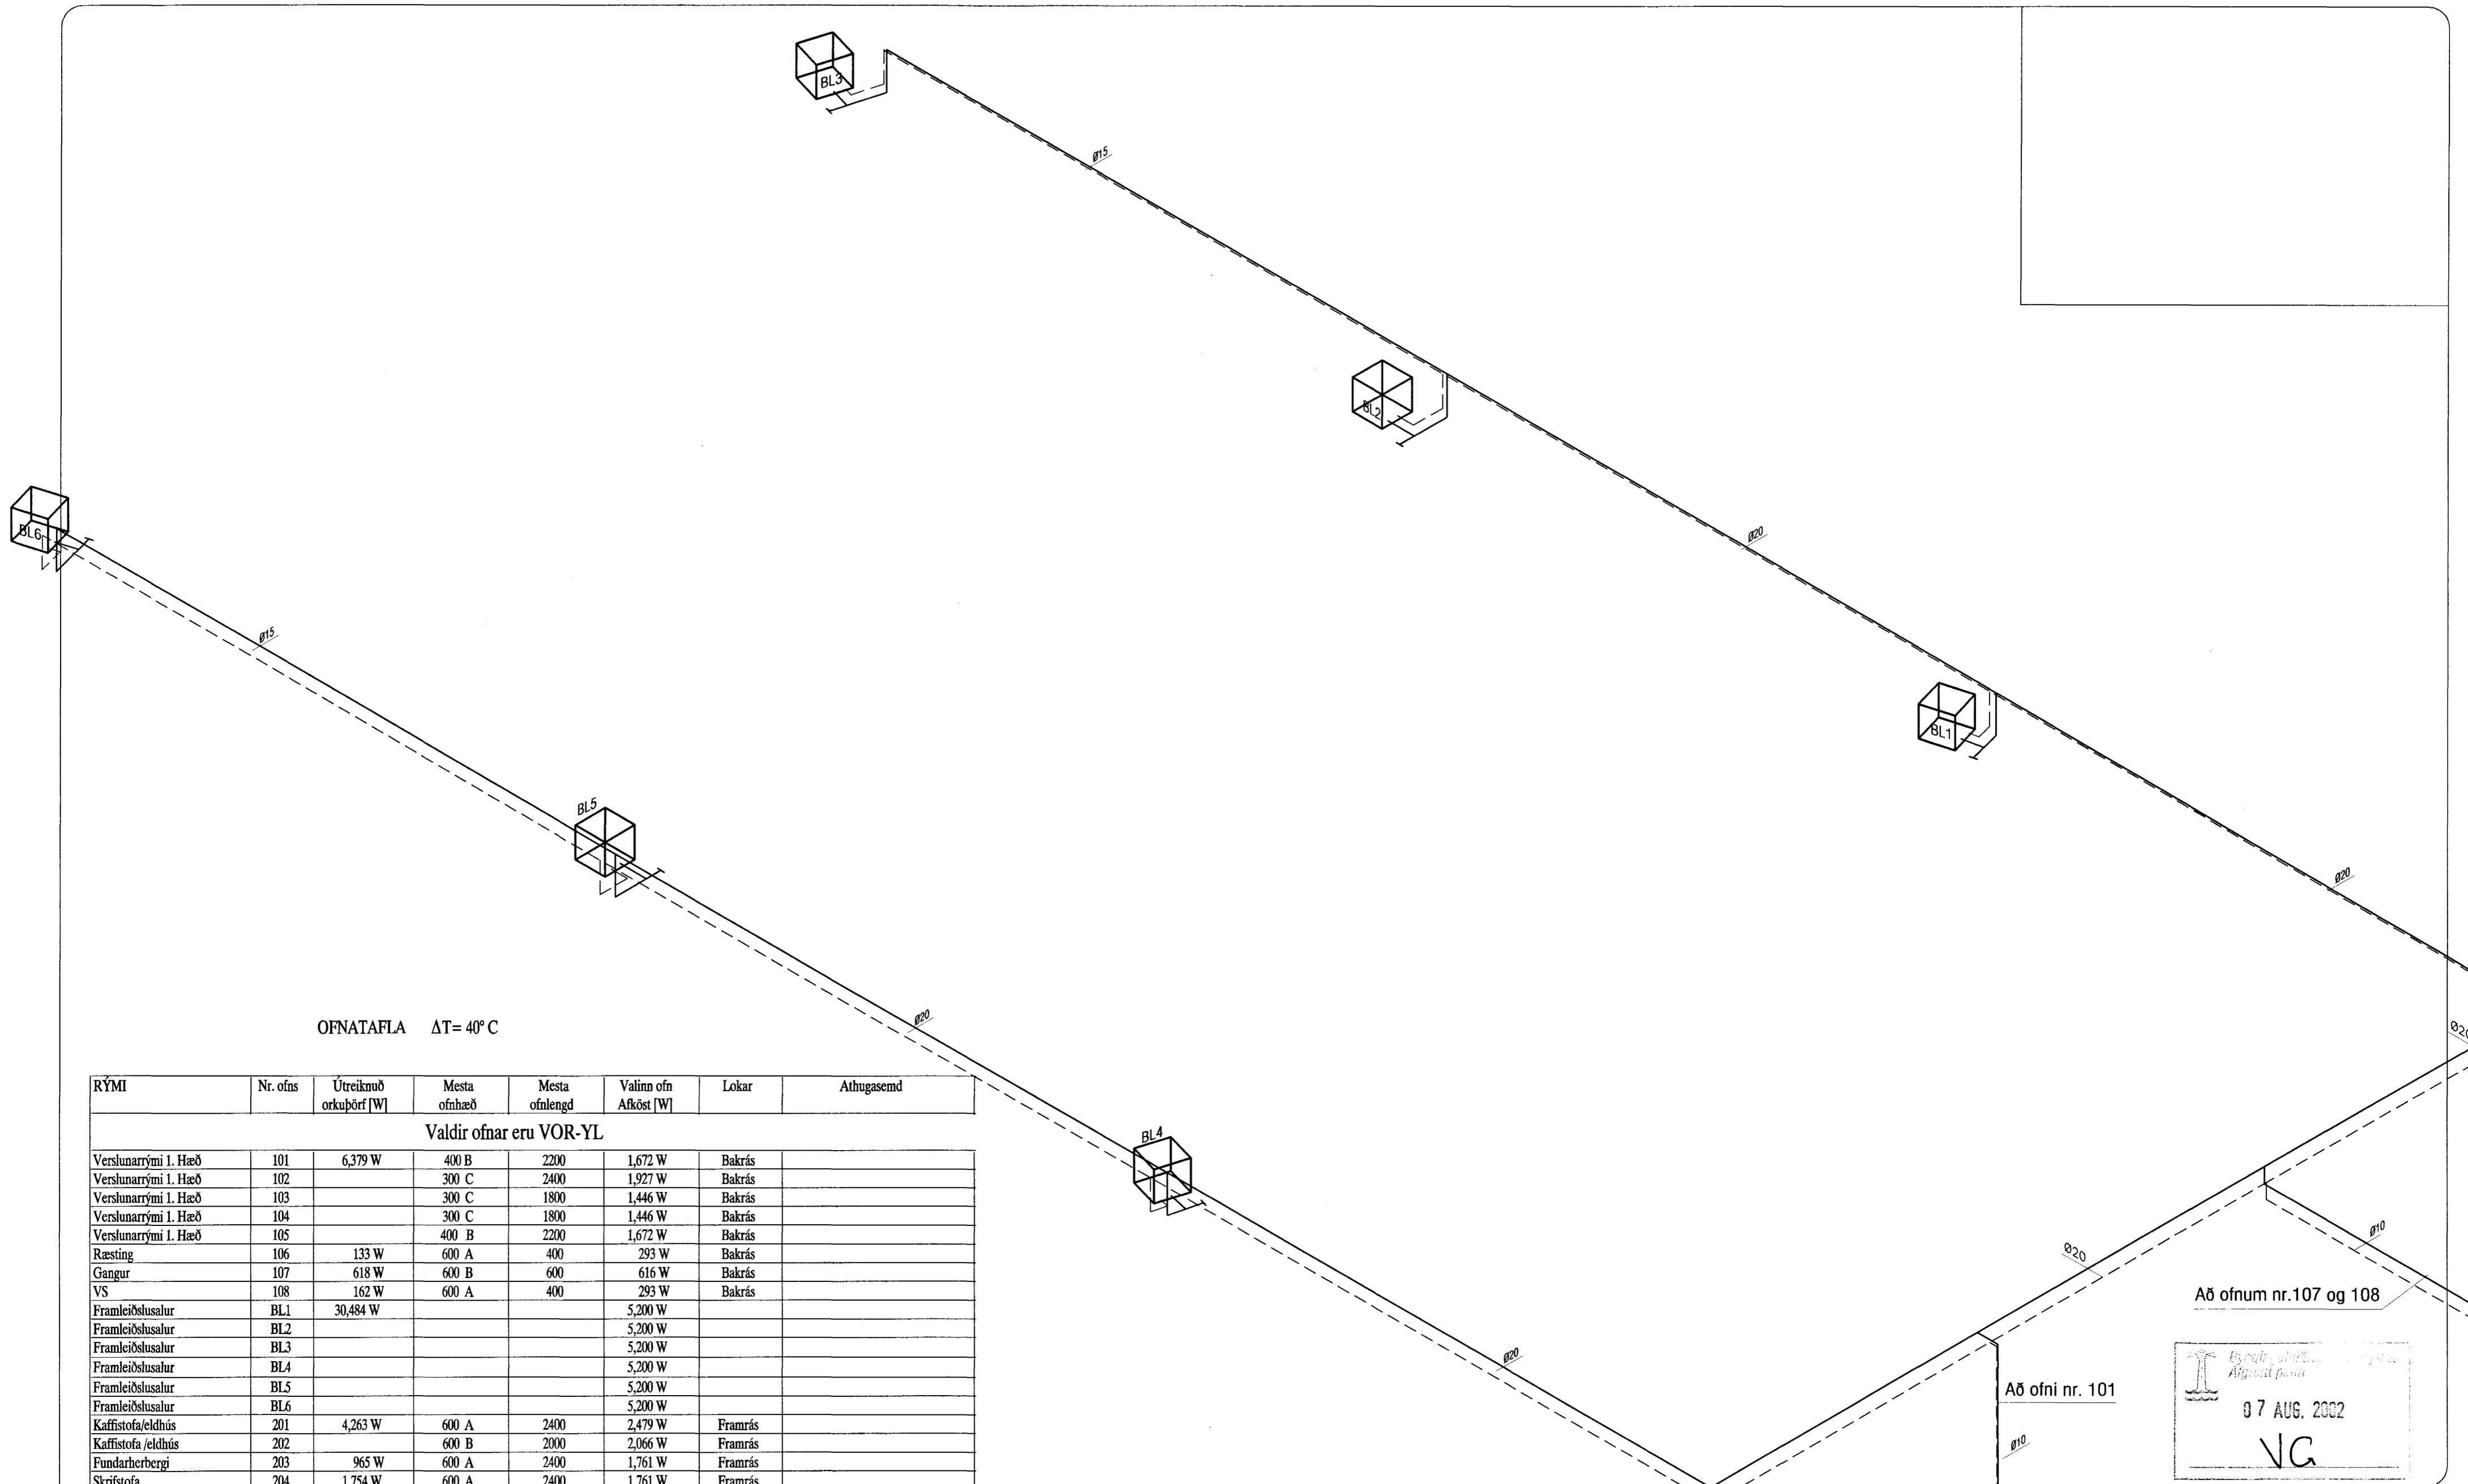 BL3
Ø15
BL2
BL6
Ø20
Ø15
BL1
BL5
Ø20
Ø20
Ø20
BL4
OFNATAFLA ΔT= 40° C
RÝMI Nr. ofns Útreiknuð orkuþörf [W] Mesta ofnhæð Mesta ofnlengd Valinn ofn Afköst [W] Lokar Athugasemd
Valdir ofnar eru VOR-YL
Verslunarrými 1. Hæð 101 6,379 W 400 B 2200 1,672 W Bakrás
Verslunarrými 1. Hæð 102 300 C 2400 1,927 W Bakrás
Verslunarrými 1. Hæð 103 300 C 1800 1,446 W Bakrás
Verslunarrými 1. Hæð 104 300 C 1800 1,446 W Bakrás
Verslunarrými 1. Hæð 105 400 B 2200 1,672 W Bakrás
Ræsting 106 133 W 600 A 400 293 W Bakrás
Gangur 107 618 W 600 B 600 616 W Bakrás
VS 108 162 W 600 A 400 293 W Bakrás
Framleiðslusalur BL1 30,484 W 5,200 W
Framleiðslusalur BL2 5,200 W
Framleiðslusalur BL3 5,200 W
Framleiðslusalur BL4 5,200 W
Framleiðslusalur BL5 5,200 W
Framleiðslusalur BL6 5,200 W
Kaffistofa/eldhús 201 4,263 W 600 A 2400 2,479 W Framrás
Kaffistofa /eldhús 202 600 B 2000 2,066 W Framrás
Fundarherbergi 203 965 W 600 A 2400 1,761 W Framrás
Skrifstofa 204 1,754 W 600 A 2400 1,761 W Framrás
Ø20
Ø20
Ø10
Að ofnum nr.107 og 108
Að ofni nr. 101
Ø10
07 AUG. 2002
VG